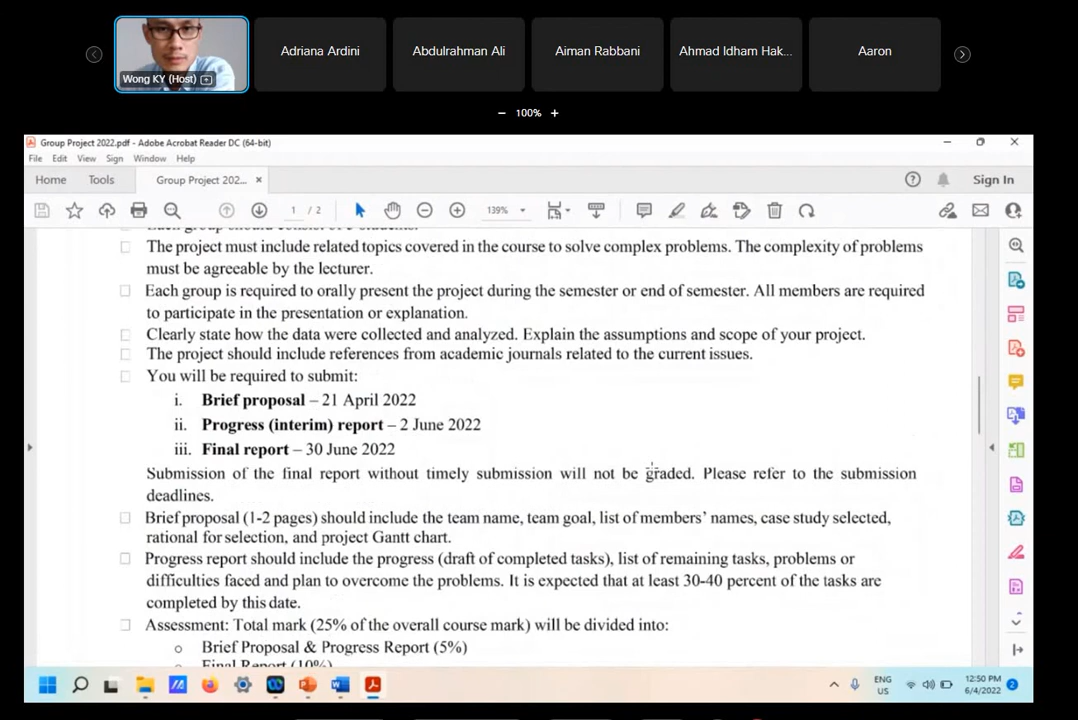 Wong KY (Host)
Adriana Ardini
Abdulrahman Ali
Aiman Rabbani
Ahmad Idham Hak...
Aaron
− 100% +
Group Project 2022.pdf - Adobe Acrobat Reader DC (64-bit)
File Edit View Sign Window Help
Home Tools Group Project 202... × Sign In
1 / 2 139%
Each group should consist of 5 students.
The project must include related topics covered in the course to solve complex problems. The complexity of problems
must be agreeable by the lecturer.
Each group is required to orally present the project during the semester or end of semester. All members are required
to participate in the presentation or explanation.
Clearly state how the data were collected and analyzed. Explain the assumptions and scope of your project.
The project should include references from academic journals related to the current issues.
You will be required to submit:
i. Brief proposal – 21 April 2022
ii. Progress (interim) report – 2 June 2022
iii. Final report – 30 June 2022
Submission of the final report without timely submission will not be graded. Please refer to the submission
deadlines.
Brief proposal (1-2 pages) should include the team name, team goal, list of members' names, case study selected,
rational for selection, and project Gantt chart.
Progress report should include the progress (draft of completed tasks), list of remaining tasks, problems or
difficulties faced and plan to overcome the problems. It is expected that at least 30-40 percent of the tasks are
completed by this date.
Assessment: Total mark (25% of the overall course mark) will be divided into:
o Brief Proposal & Progress Report (5%)
o Final Report (10%)
ENG
US
12:50 PM
6/4/2022
2